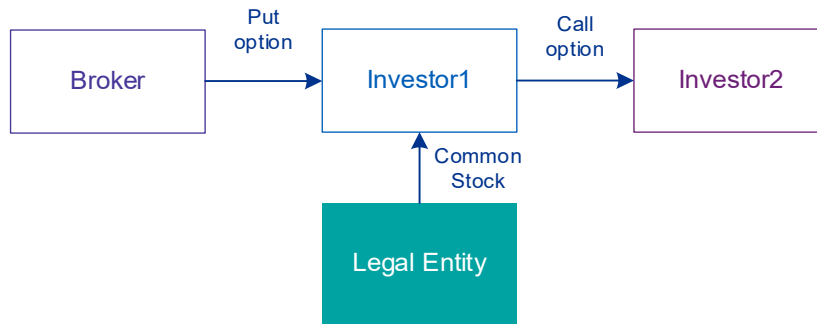 Put
option
Call
option
Broker
Investor1
Investor2
Common
Stock
Legal Entity